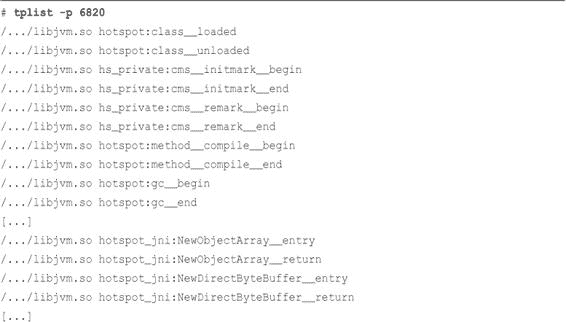 # tplist -p 6820
/.../libjvm.so hotspot:class__loaded
/.../libjvm.so hotspot:class__unloaded
/.../libjvm.so hs_private:cms__initmark__begin
/.../libjvm.so hs_private:cms__initmark__end
/.../libjvm.so hs_private:cms__remark__begin
/.../libjvm.so hs_private:cms__remark__end
/.../libjvm.so hotspot:method__compile__begin
/.../libjvm.so hotspot:method__compile__end
/.../libjvm.so hotspot:gc__begin
/.../libjvm.so hotspot:gc__end
[...]
/.../libjvm.so hotspot_jni:NewObjectArray__entry
/.../libjvm.so hotspot_jni:NewObjectArray__return
/.../libjvm.so hotspot_jni:NewDirectByteBuffer__entry
/.../libjvm.so hotspot_jni:NewDirectByteBuffer__return
[...]